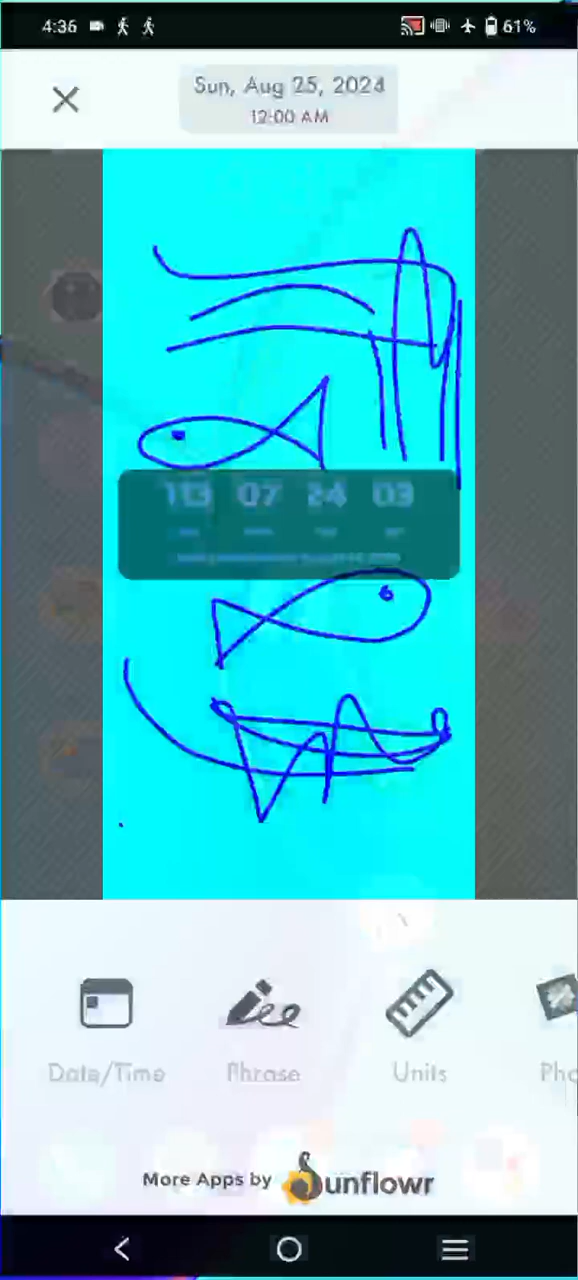 4:36 61%
Sun, Aug 25, 2024
12:00 AM
113 07 24 03
Date/Time Phrase Units Pho
More Apps by Sunflowr